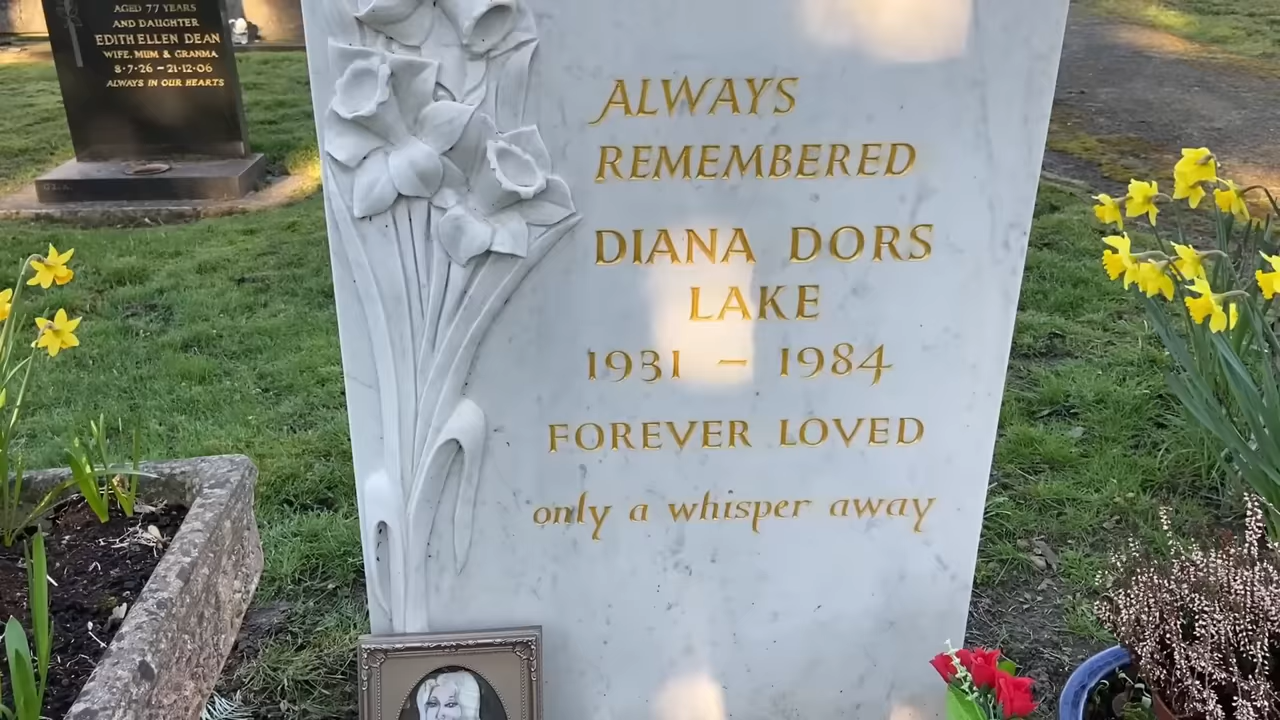 AGED 77 YEARS
AND DAUGHTER
EDITH ELLEN DEAN
WIFE, MUM & GRANMA
8·7·26 – 21·12·06
ALWAYS IN OUR HEARTS
ALWAYS
REMEMBERED
DIANA DORS
LAKE
1931 – 1984
FOREVER LOVED
only a whisper away